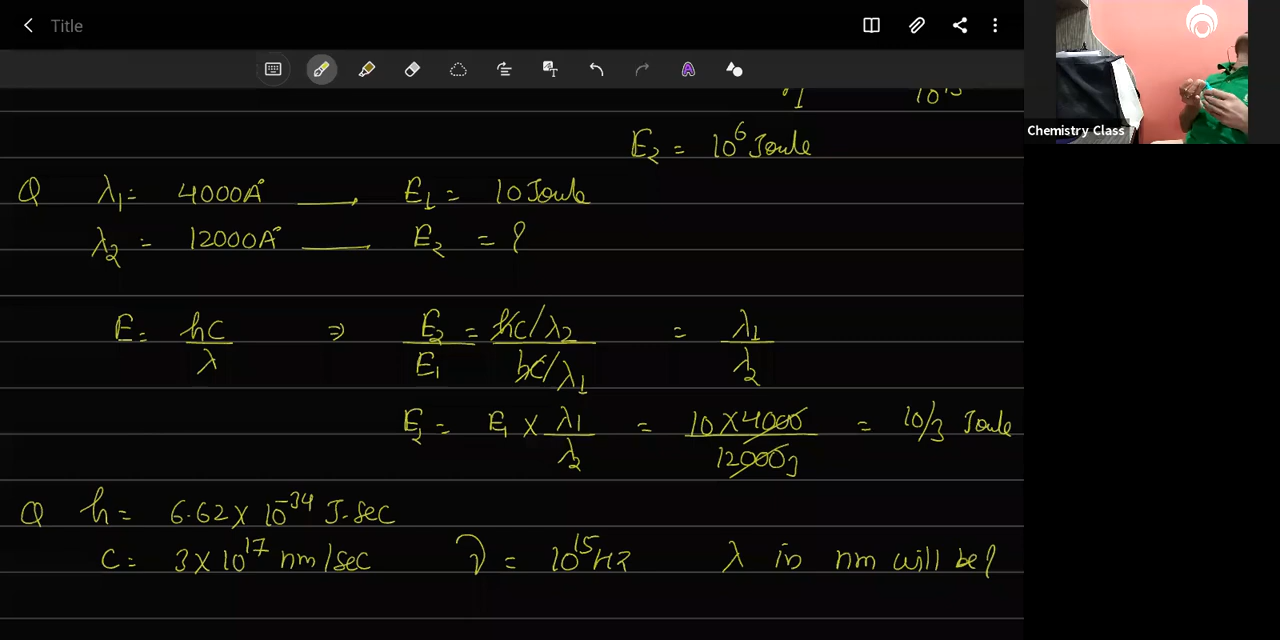 Title
Chemistry Class
E₂ = 10⁶ Joule
Q λ₁ = 4000A° —— E₁ = 10 Joule
λ₂ = 12000A° —— E₂ = ?
E = hc/λ ⇒ E₂/E₁ = (hc/λ₂)/(hc/λ₁) = λ₁/λ₂
E₂ = E₁ × λ₁/λ₂ = 10 × 4000/12000 3 = 10/3 Joule
Q h = 6.62 × 10⁻³⁴ J.sec
C = 3 × 10¹⁷ nm/sec ν = 10¹⁵ Hz λ in nm will be?